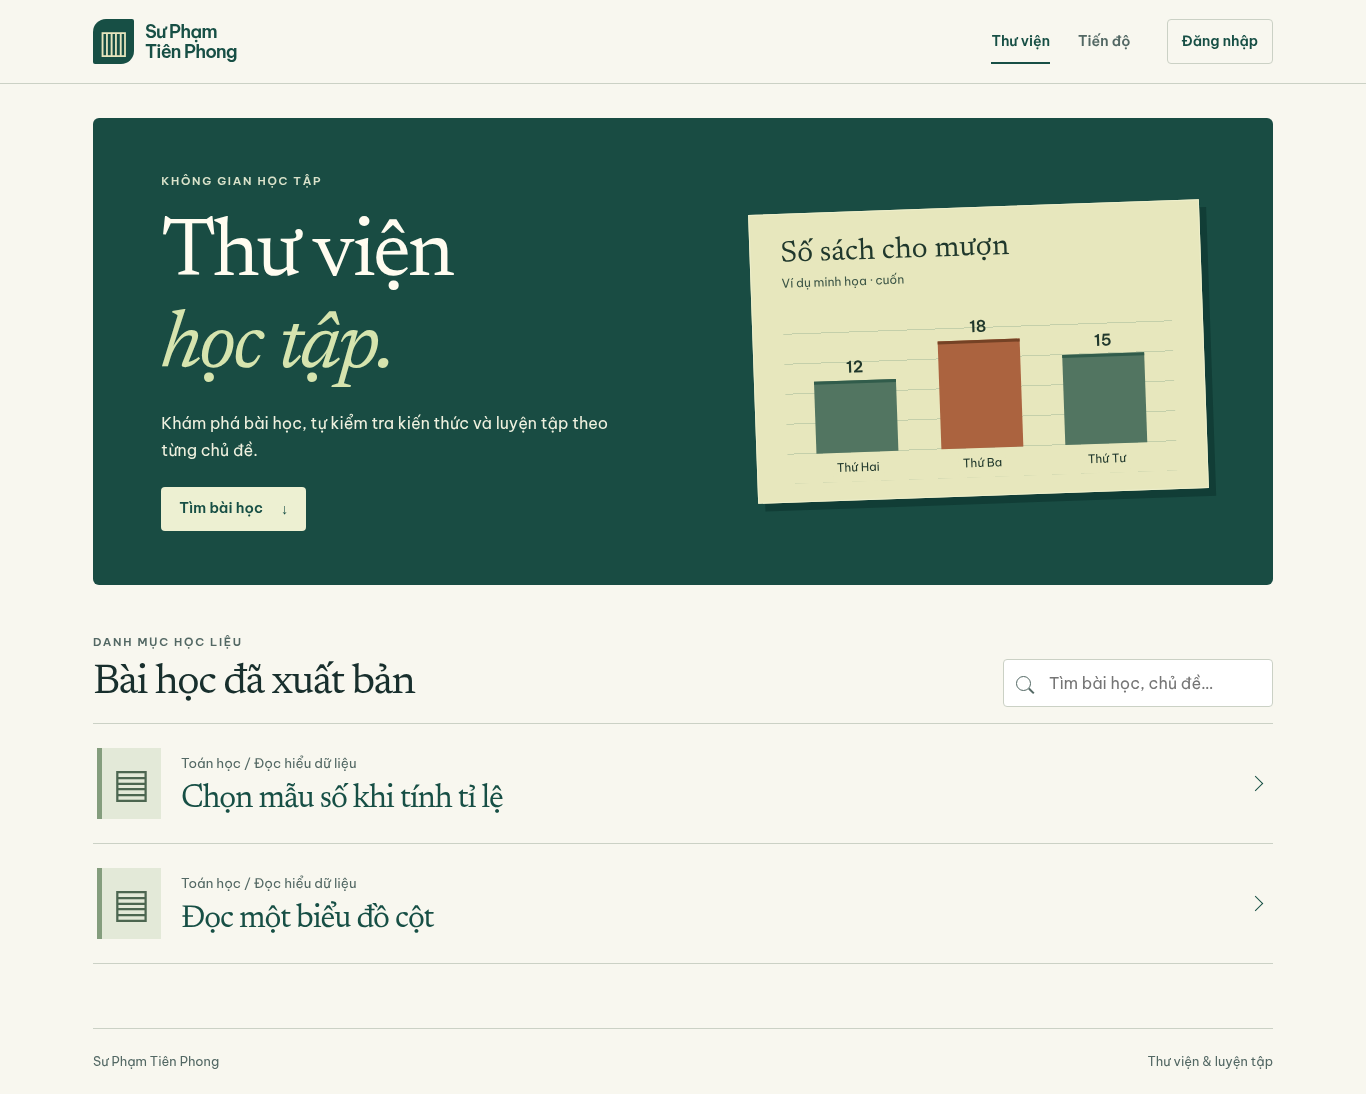 Sư Phạm
Tiên Phong
Thư viện
Tiến độ
Đăng nhập
KHÔNG GIAN HỌC TẬP
Thư viện
học tập.
Khám phá bài học, tự kiểm tra kiến thức và luyện tập theo
từng chủ đề.
Tìm bài học ↓
Số sách cho mượn
Ví dụ minh họa · cuốn
12
18
15
Thứ Hai
Thứ Ba
Thứ Tư
DANH MỤC HỌC LIỆU
Bài học đã xuất bản
Tìm bài học, chủ đề...
Toán học / Đọc hiểu dữ liệu
Chọn mẫu số khi tính tỉ lệ
Toán học / Đọc hiểu dữ liệu
Đọc một biểu đồ cột
Sư Phạm Tiên Phong
Thư viện & luyện tập